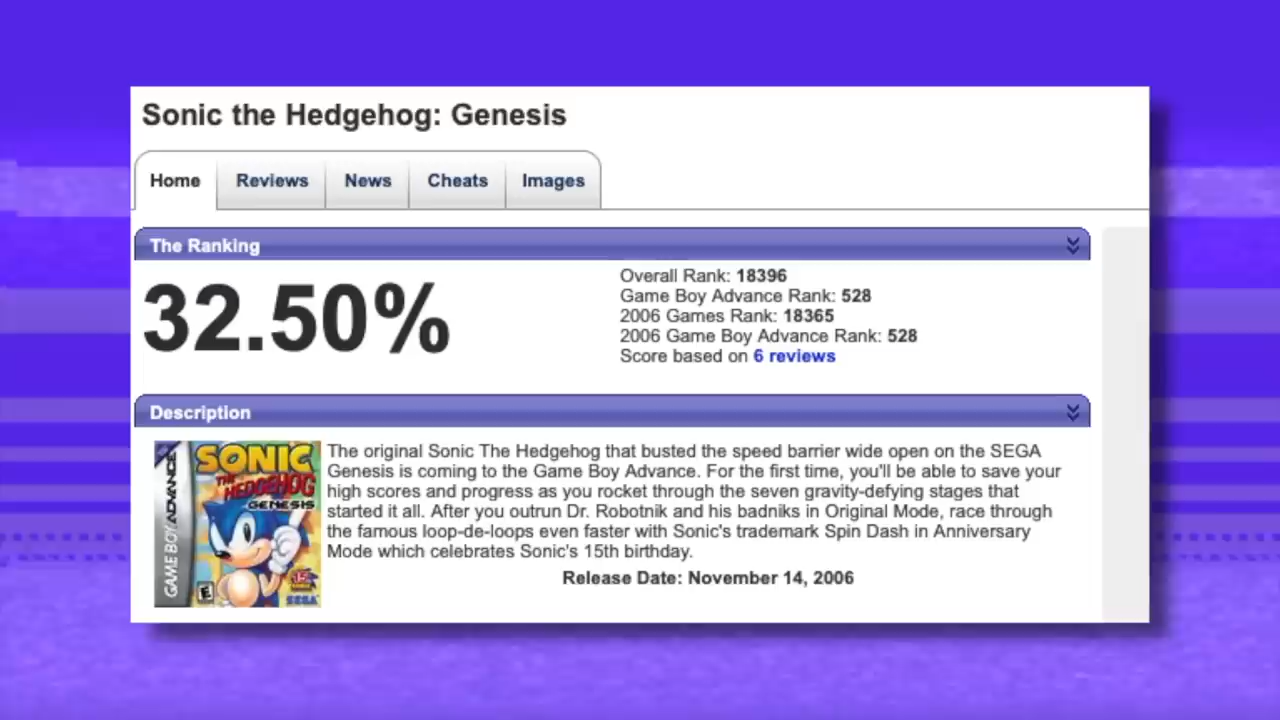 Sonic the Hedgehog: Genesis
Home Reviews News Cheats Images
The Ranking
32.50%
Overall Rank: 18396
Game Boy Advance Rank: 528
2006 Games Rank: 18365
2006 Game Boy Advance Rank: 528
Score based on 6 reviews
Description
GAME BOY ADVANCE
SONIC
THE HEDGEHOG
GENESIS
15
E
SEGA
The original Sonic The Hedgehog that busted the speed barrier wide open on the SEGA
Genesis is coming to the Game Boy Advance. For the first time, you'll be able to save your
high scores and progress as you rocket through the seven gravity-defying stages that
started it all. After you outrun Dr. Robotnik and his badniks in Original Mode, race through
the famous loop-de-loops even faster with Sonic's trademark Spin Dash in Anniversary
Mode which celebrates Sonic's 15th birthday.
Release Date: November 14, 2006